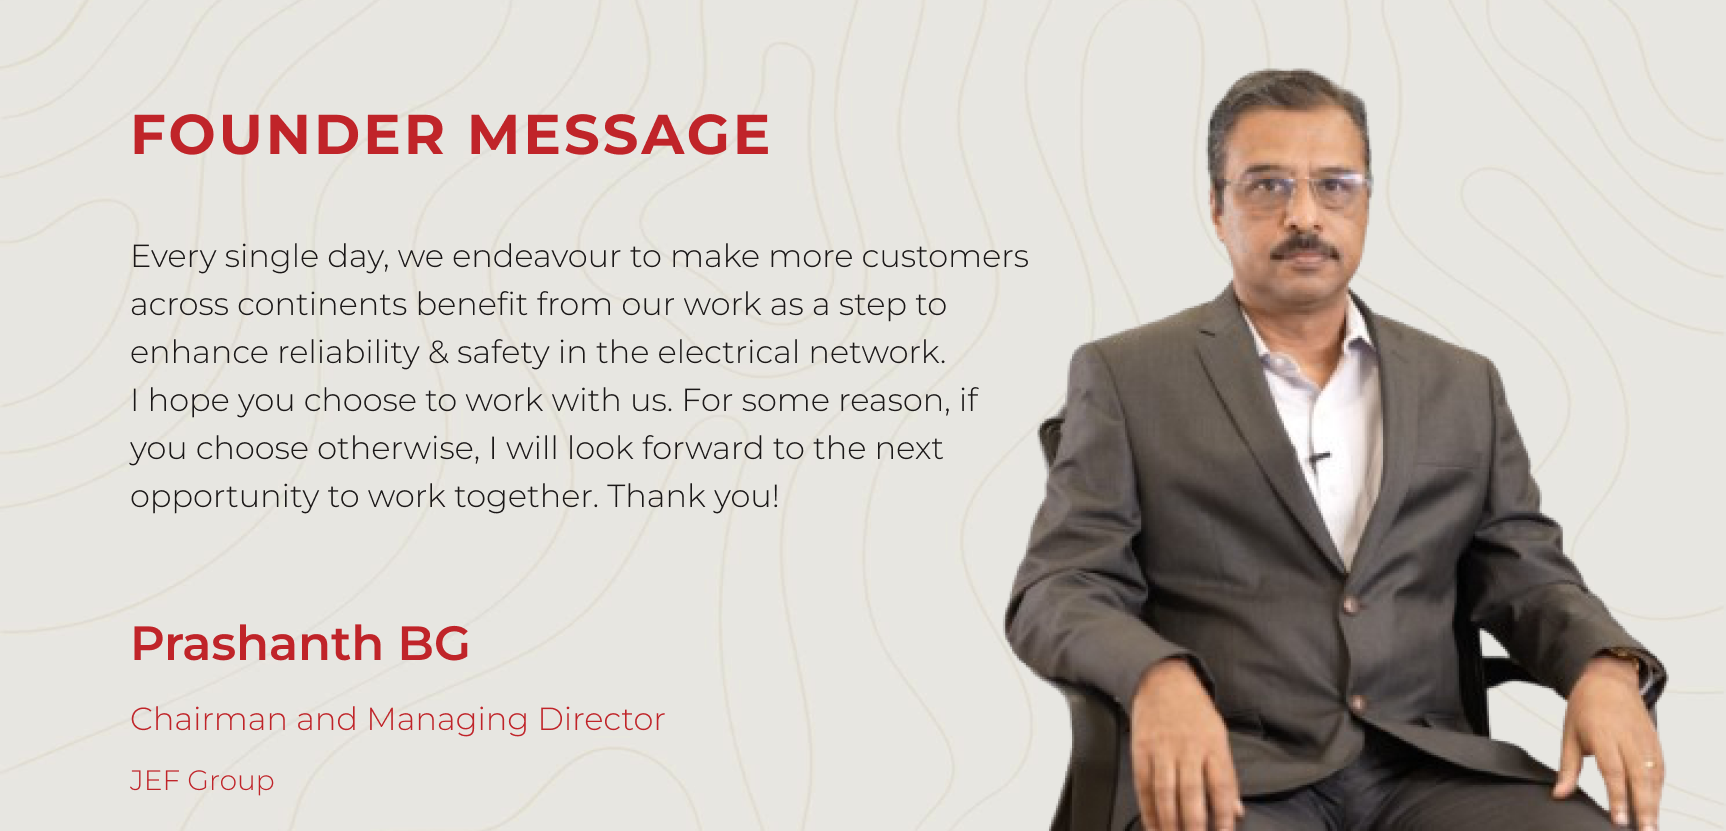 FOUNDER MESSAGE
Every single day, we endeavour to make more customers
across continents benefit from our work as a step to
enhance reliability & safety in the electrical network.
I hope you choose to work with us. For some reason, if
you choose otherwise, I will look forward to the next
opportunity to work together. Thank you!
Prashanth BG
Chairman and Managing Director
JEF Group